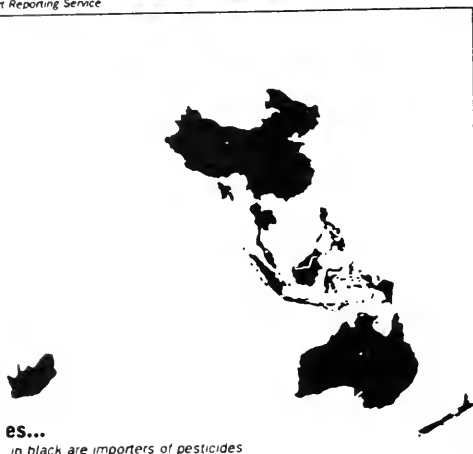 t Reporting Service
es...
in black are importers of pesticides